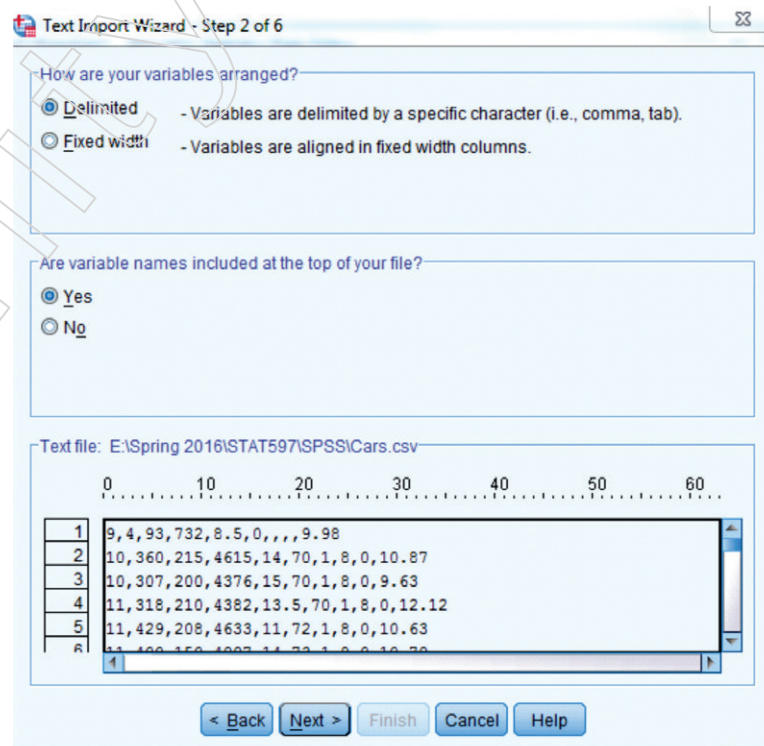 Text Import Wizard - Step 2 of 6
How are your variables arranged?
Delimited - Variables are delimited by a specific character (i.e., comma, tab).
Fixed width - Variables are aligned in fixed width columns.
Are variable names included at the top of your file?
Yes
No
Text file: E:\Spring 2016\STAT597\SPSS\Cars.csv
0 10 20 30 40 50 60
1 9,4,93,732,8.5,0,,,,9.98
2 10,360,215,4615,14,70,1,8,0,10.87
3 10,307,200,4376,15,70,1,8,0,9.63
4 11,318,210,4382,13.5,70,1,8,0,12.12
5 11,429,208,4633,11,72,1,8,0,10.63
6
< Back Next > Finish Cancel Help